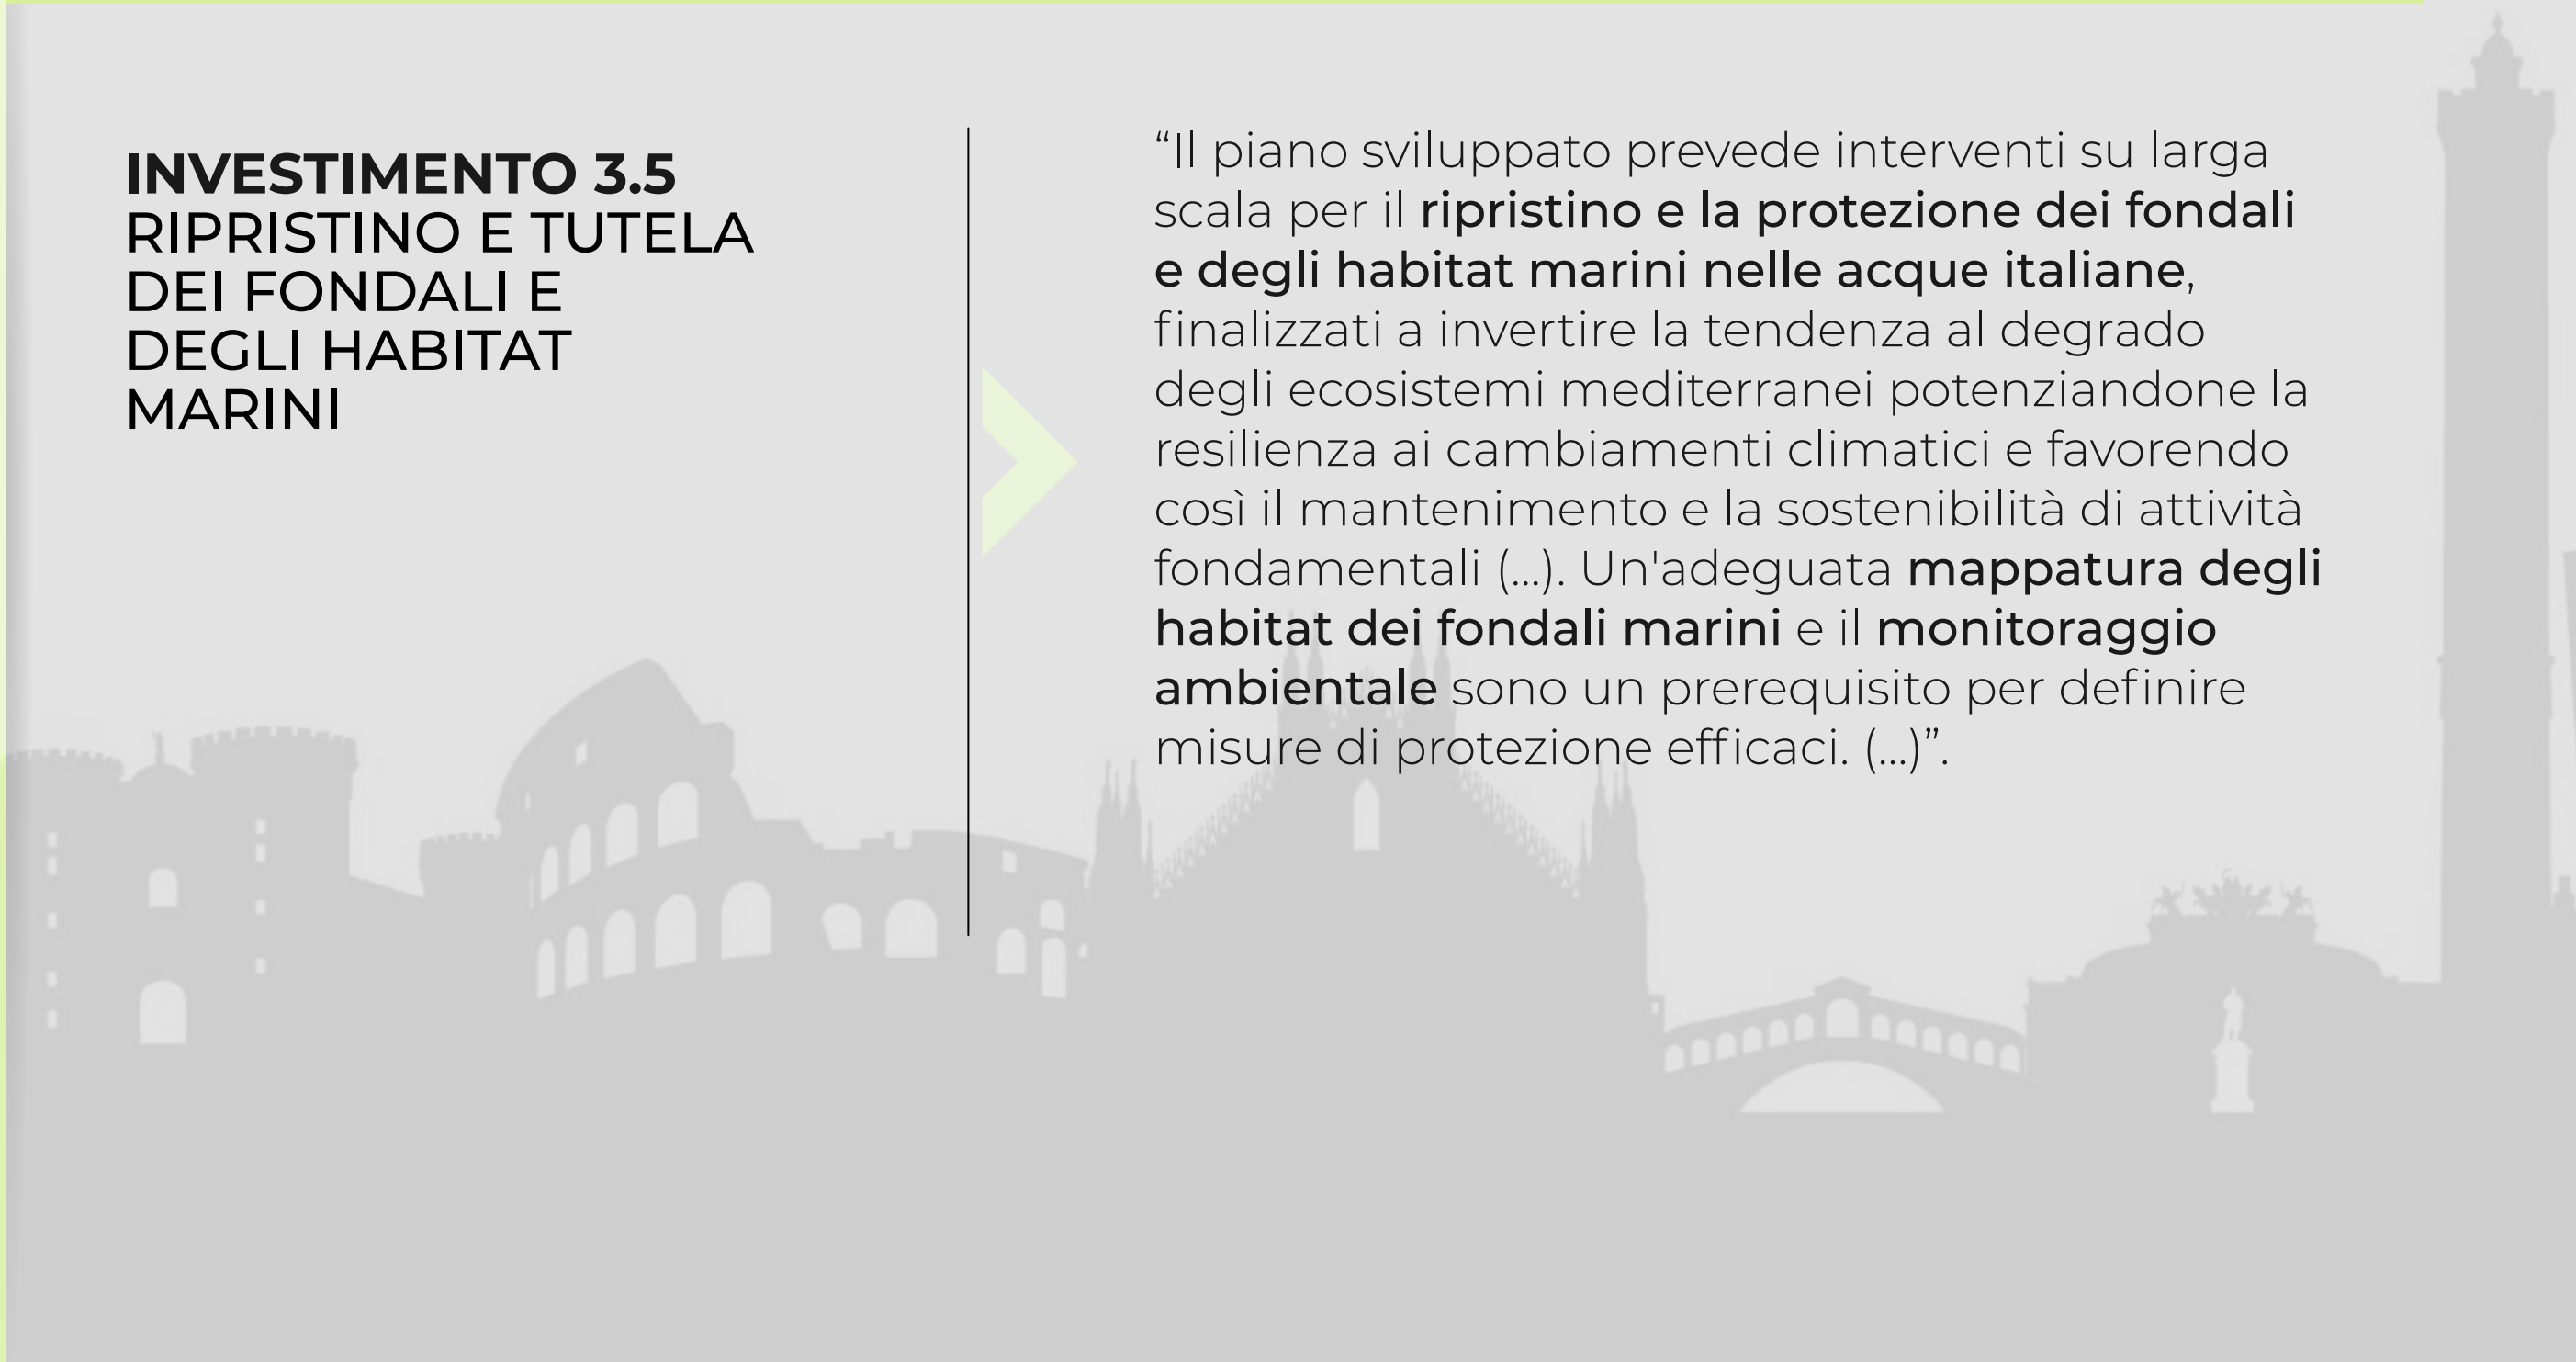 INVESTIMENTO 3.5
RIPRISTINO E TUTELA
DEI FONDALI E
DEGLI HABITAT
MARINI
“Il piano sviluppato prevede interventi su larga
scala per il ripristino e la protezione dei fondali
e degli habitat marini nelle acque italiane,
finalizzati a invertire la tendenza al degrado
degli ecosistemi mediterranei potenziandone la
resilienza ai cambiamenti climatici e favorendo
così il mantenimento e la sostenibilità di attività
fondamentali (...). Un'adeguata mappatura degli
habitat dei fondali marini e il monitoraggio
ambientale sono un prerequisito per definire
misure di protezione efficaci. (...)”.